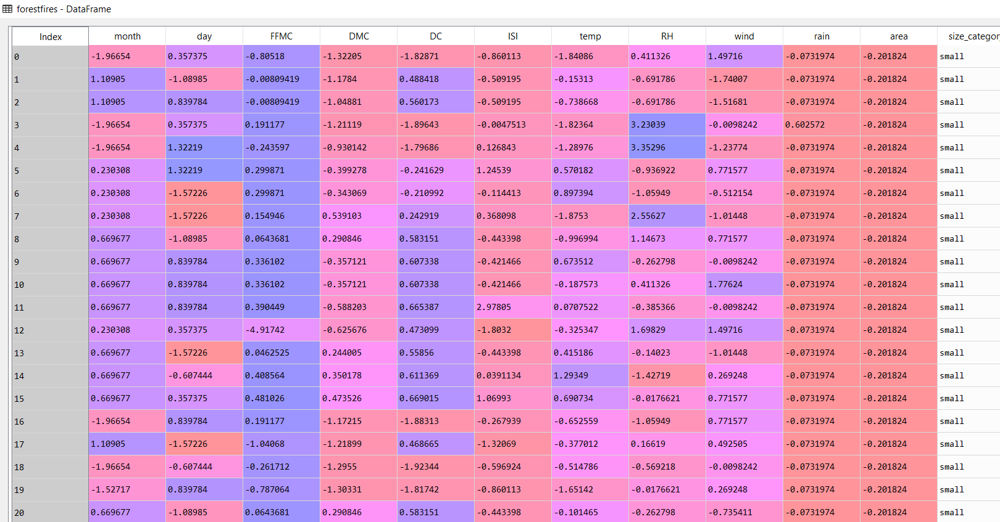 forestfires - DataFrame
Index month day FFMC DMC DC ISI temp RH wind rain area size_categor
0 -1.96654 0.357375 -0.80518 -1.32205 -1.82871 -0.860113 -1.84086 0.411326 1.49716 -0.0731974 -0.201824 small
1 1.10905 -1.08985 -0.00809419 -1.1784 0.488418 -0.509195 -0.15313 -0.691786 -1.74007 -0.0731974 -0.201824 small
2 1.10905 0.839784 -0.00809419 -1.04881 0.560173 -0.509195 -0.738668 -0.691786 -1.51681 -0.0731974 -0.201824 small
3 -1.96654 0.357375 0.191177 -1.21119 -1.89643 -0.0047513 -1.82364 3.23039 -0.0098242 0.602572 -0.201824 small
4 -1.96654 1.32219 -0.243597 -0.930142 -1.79686 0.126843 -1.28976 3.35296 -1.23774 -0.0731974 -0.201824 small
5 0.230308 1.32219 0.299871 -0.399278 -0.241629 1.24539 0.570182 -0.936922 0.771577 -0.0731974 -0.201824 small
6 0.230308 -1.57226 0.299871 -0.343069 -0.210992 -0.114413 0.897394 -1.05949 -0.512154 -0.0731974 -0.201824 small
7 0.230308 -1.57226 0.154946 0.539103 0.242919 0.368098 -1.8753 2.55627 -1.01448 -0.0731974 -0.201824 small
8 0.669677 -1.08985 0.0643681 0.290846 0.583151 -0.443398 -0.996994 1.14673 0.771577 -0.0731974 -0.201824 small
9 0.669677 0.839784 0.336102 -0.357121 0.607338 -0.421466 0.673512 -0.262798 -0.0098242 -0.0731974 -0.201824 small
10 0.669677 0.839784 0.336102 -0.357121 0.607338 -0.421466 -0.187573 0.411326 1.77624 -0.0731974 -0.201824 small
11 0.669677 0.839784 0.390449 -0.588203 0.665387 2.97805 0.0707522 -0.385366 -0.0098242 -0.0731974 -0.201824 small
12 0.230308 0.357375 -4.91742 -0.625676 0.473099 -1.8032 -0.325347 1.69829 1.49716 -0.0731974 -0.201824 small
13 0.669677 -1.57226 0.0462525 0.244005 0.55856 -0.443398 0.415186 -0.14023 -1.01448 -0.0731974 -0.201824 small
14 0.669677 -0.607444 0.408564 0.350178 0.611369 0.0391134 1.29349 -1.42719 0.269248 -0.0731974 -0.201824 small
15 0.669677 0.357375 0.481026 0.473526 0.669015 1.06993 0.690734 -0.0176621 0.771577 -0.0731974 -0.201824 small
16 -1.96654 0.839784 0.191177 -1.17215 -1.88313 -0.267939 -0.652559 -1.05949 0.771577 -0.0731974 -0.201824 small
17 1.10905 -1.57226 -1.04068 -1.21899 0.468665 -1.32069 -0.377012 0.16619 0.492505 -0.0731974 -0.201824 small
18 -1.96654 -0.607444 -0.261712 -1.2955 -1.92344 -0.596924 -0.514786 -0.569218 -0.0098242 -0.0731974 -0.201824 small
19 -1.52717 0.839784 -0.787064 -1.30331 -1.81742 -0.860113 -1.65142 -0.0176621 0.269248 -0.0731974 -0.201824 small
20 0.669677 -1.08985 0.0643681 0.290846 0.583151 -0.443398 -0.101465 -0.262798 -0.735411 -0.0731974 -0.201824 small